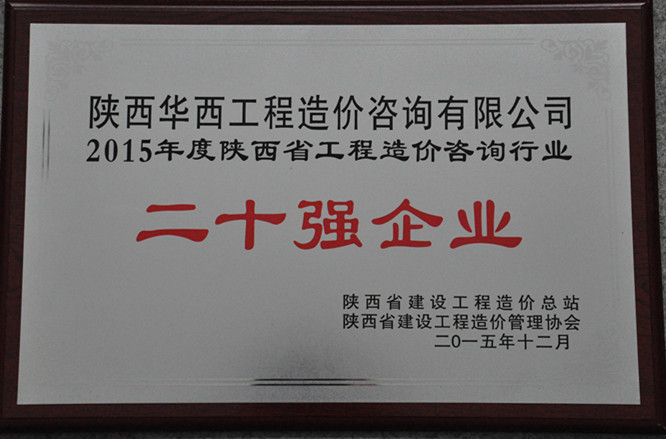 陕西华西工程造价咨询有限公司
2015年度陕西省工程造价咨询行业
二十强企业
陕西省建设工程造价总站
陕西省建设工程造价管理协会
二O一五年十二月